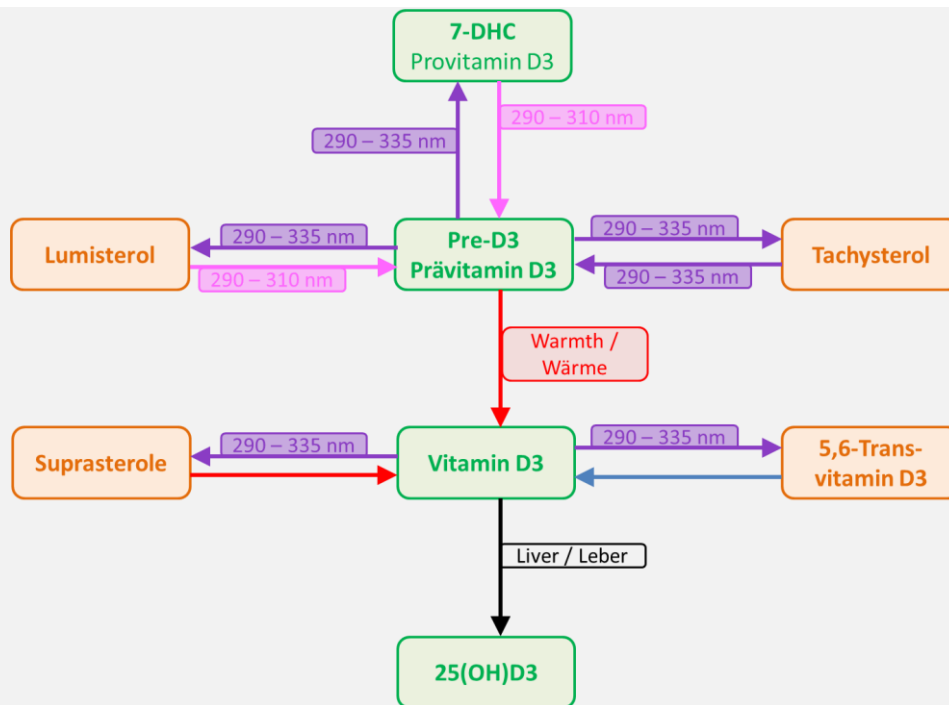 7-DHC
Provitamin D3
290 – 310 nm
290 – 335 nm
290 – 335 nm
290 – 335 nm
Lumisterol
Pre-D3
Prävitamin D3
Tachysterol
290 – 310 nm
290 – 335 nm
Warmth /
Wärme
290 – 335 nm
290 – 335 nm
Suprasterole
Vitamin D3
5,6-Trans-
vitamin D3
Liver / Leber
25(OH)D3